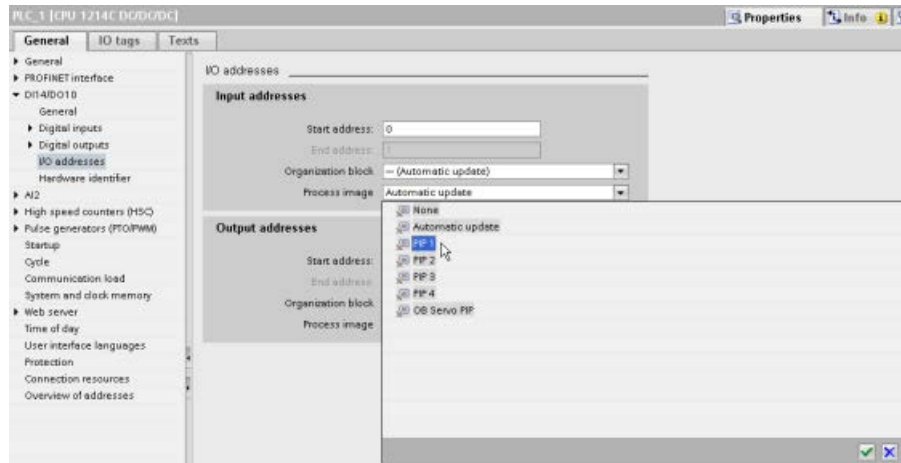 PLC_1 [CPU 1214C DC/DC/DC]
Properties
Info
General
IO tags
Texts
General
PROFINET interface
DI14/DO10
General
Digital inputs
Digital outputs
I/O addresses
Hardware identifier
AI2
High speed counters (HSC)
Pulse generators (PTO/PWM)
Startup
Cycle
Communication load
System and clock memory
Web server
Time of day
User interface languages
Protection
Connection resources
Overview of addresses
I/O addresses
Input addresses
Start address: 0
End address: 1
Organization block — (Automatic update)
Process image Automatic update
None
Automatic update
PIP 1
PIP 2
PIP 3
PIP 4
OB Servo PIP
Output addresses
Start address:
End address:
Organization block
Process image